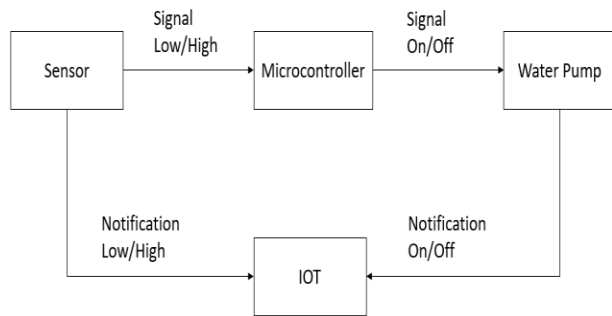 Signal
Low/High
Signal
On/Off
Sensor
Microcontroller
Water Pump
Notification
Low/High
Notification
On/Off
IOT